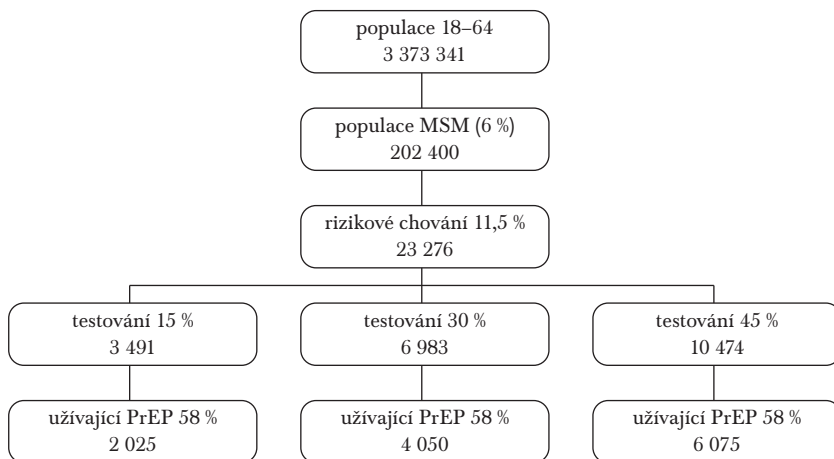 populace 18–64
3 373 341
populace MSM (6 %)
202 400
rizikové chování 11,5 %
23 276
testování 15 %
3 491
testování 30 %
6 983
testování 45 %
10 474
užívající PrEP 58 %
2 025
užívající PrEP 58 %
4 050
užívající PrEP 58 %
6 075